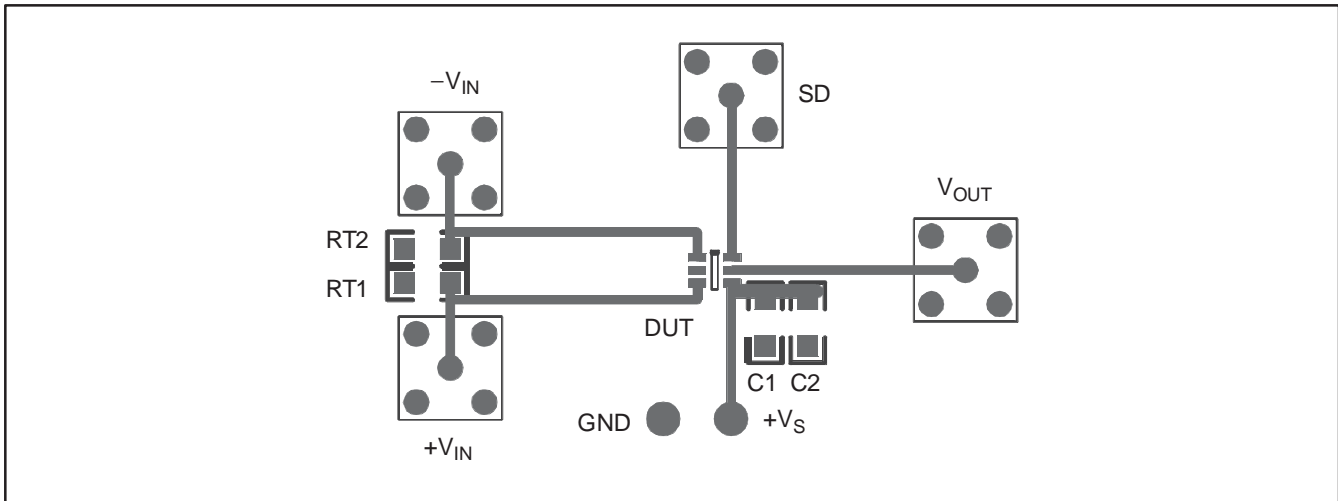 −V_IN
SD
V_OUT
RT2
RT1
DUT
C1 C2
GND
+V_S
+V_IN